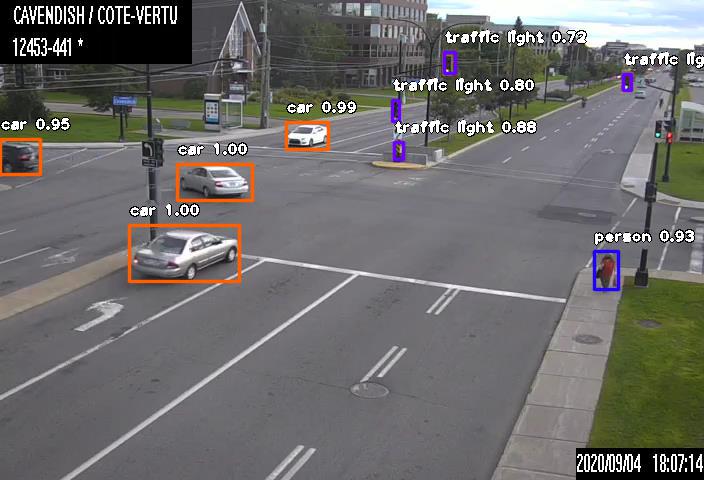 CAVENDISH / COTE-VERTU
12453-441 *
traffic light 0.72
traffic lig
traffic light 0.80
car 0.99
car 0.95
traffic light 0.88
car 1.00
car 1.00
person 0.93
2020/09/04 18:07:14